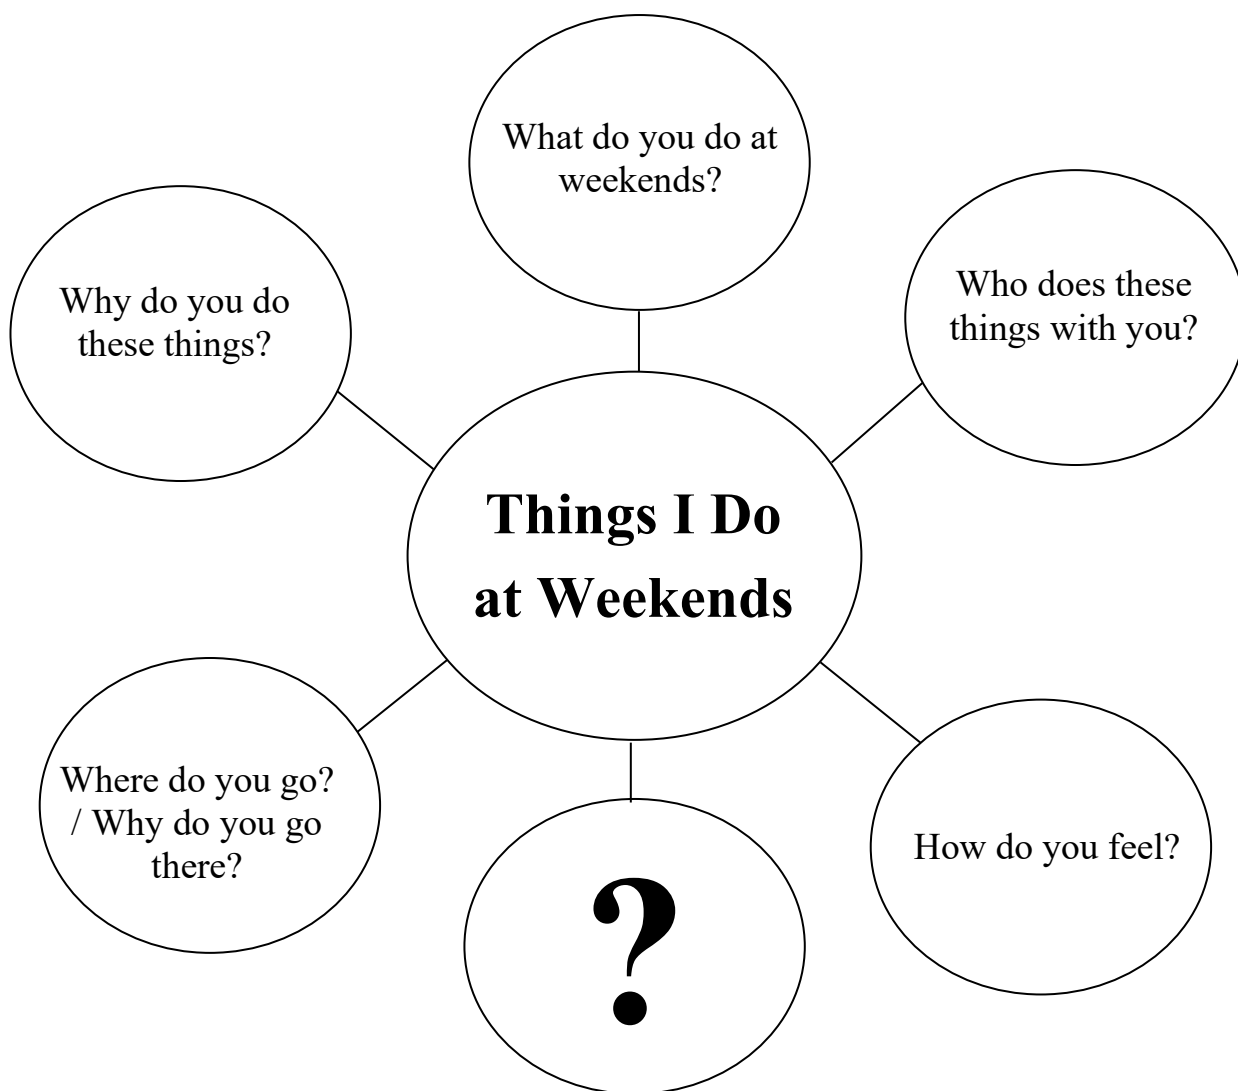 What do you do at
weekends?
Why do you do
these things?
Who does these
things with you?
Things I Do
at Weekends
Where do you go?
/ Why do you go
there?
How do you feel?
?